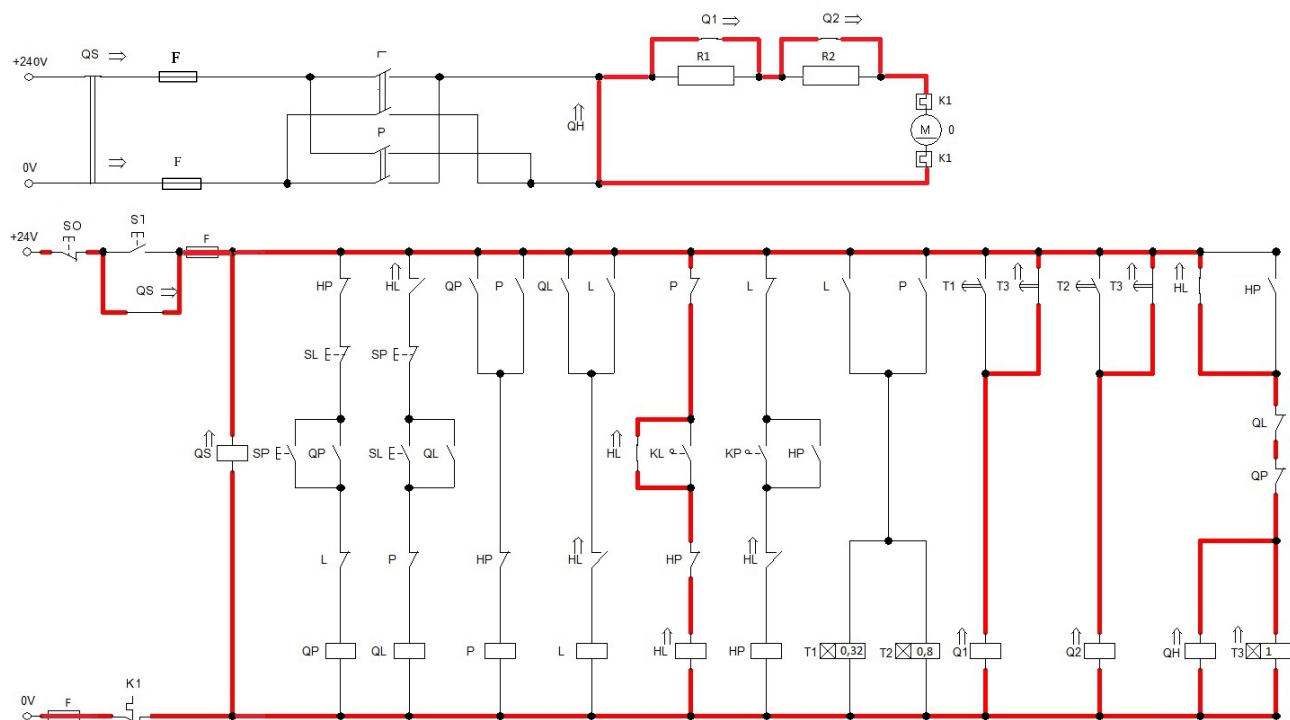 Q1 Q2
QS F L
+240V R1 R2
K1
QH M 0
P
F K1
0V
SO S1
+24V F
QS
HP HL QP P QL L P L L P T1 T3 T2 T3 HL HP
SL SP
QL
QS SP QP SL QL HL KL KP HP
QP
L P HP HL HP HL
QP QL P L HL HP T1 0,32 T2 0,8 Q1 Q2 QH T3 1
K1
0V F